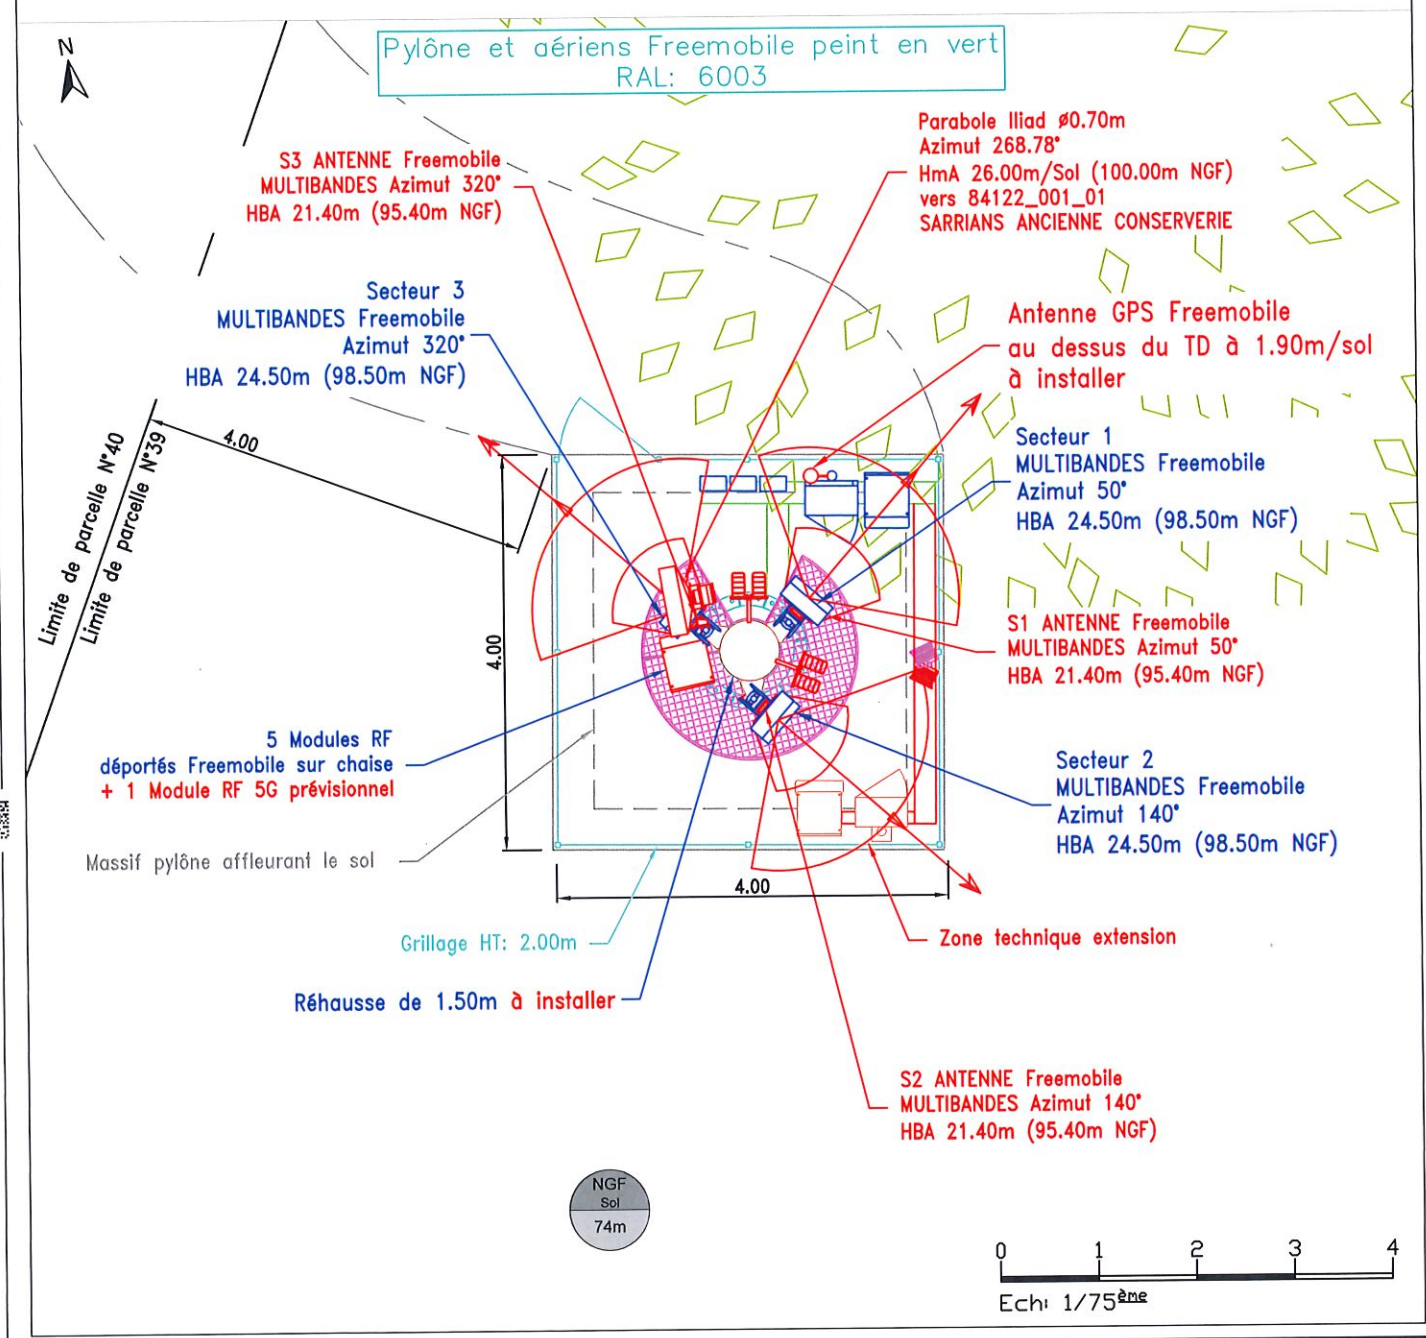 N
Pylône et aériens Freemobile peint en vert
RAL: 6003
S3 ANTENNE Freemobile
MULTIBANDES Azimut 320°
HBA 21.40m (95.40m NGF)
Parabole Iliad ø0.70m
Azimut 268.78°
HmA 26.00m/Sol (100.00m NGF)
vers 84122_001_01
SARRIANS ANCIENNE CONSERVERIE
Secteur 3
MULTIBANDES Freemobile
Azimut 320°
HBA 24.50m (98.50m NGF)
Antenne GPS Freemobile
au dessus du TD à 1.90m/sol
à installer
Secteur 1
MULTIBANDES Freemobile
Azimut 50°
HBA 24.50m (98.50m NGF)
Limite de parcelle N°40
Limite de parcelle N°39
4.00
4.00
S1 ANTENNE Freemobile
MULTIBANDES Azimut 50°
HBA 21.40m (95.40m NGF)
5 Modules RF
déportés Freemobile sur chaise
+ 1 Module RF 5G prévisionnel
Secteur 2
MULTIBANDES Freemobile
Azimut 140°
HBA 24.50m (98.50m NGF)
Massif pylône affleurant le sol
4.00
Grillage HT: 2.00m
Zone technique extension
Réhausse de 1.50m à installer
S2 ANTENNE Freemobile
MULTIBANDES Azimut 140°
HBA 21.40m (95.40m NGF)
NGF
Sol
74m
0 1 2 3 4
Ech: 1/75ème